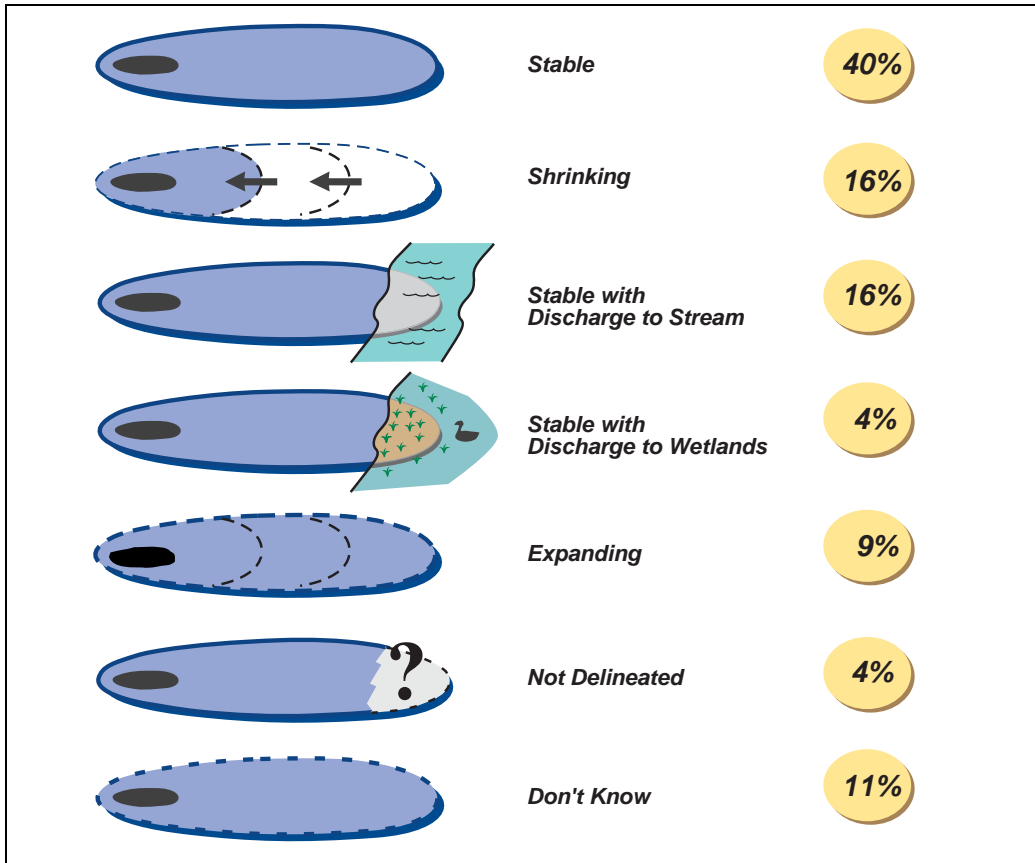 Stable
40%
Shrinking
16%
Stable with
Discharge to Stream
16%
Stable with
Discharge to Wetlands
4%
Expanding
9%
?
Not Delineated
4%
Don't Know
11%